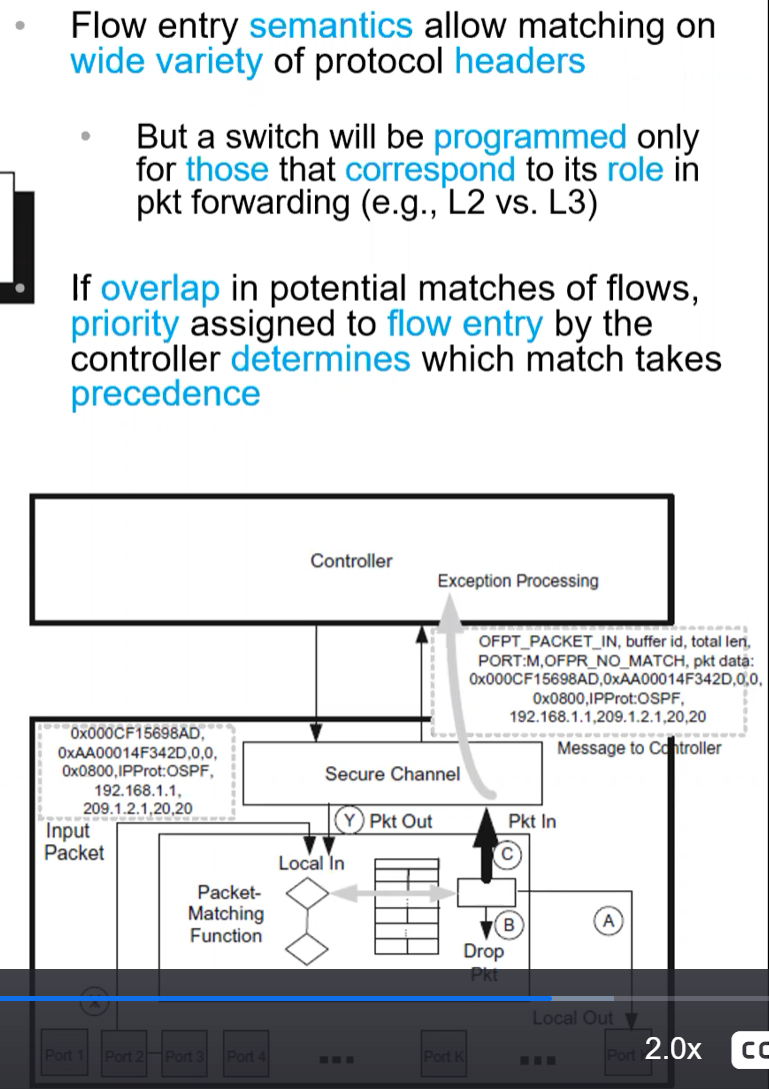 Flow entry semantics allow matching on
wide variety of protocol headers
But a switch will be programmed only
for those that correspond to its role in
pkt forwarding (e.g., L2 vs. L3)
If overlap in potential matches of flows,
priority assigned to flow entry by the
controller determines which match takes
precedence
Controller
Exception Processing
OFPT_PACKET_IN, buffer id, total len,
PORT:M,OFPR_NO_MATCH, pkt data:
0x000CF15698AD,0xAA00014F342D,0,0,
0x0800,IPProt:OSPF,
192.168.1.1,209.1.2.1,20,20
Message to Controller
0x000CF15698AD,
0xAA00014F342D,0,0,
0x0800,IPProt:OSPF,
192.168.1.1,
209.1.2.1,20,20
Secure Channel
Input
Packet
Y Pkt Out
Pkt In
C
Local In
Packet-
Matching
Function
A
B
Drop
Pkt
X
Local Out
Port 1 Port 2 Port 3 Port 4 Port K Port
2.0x